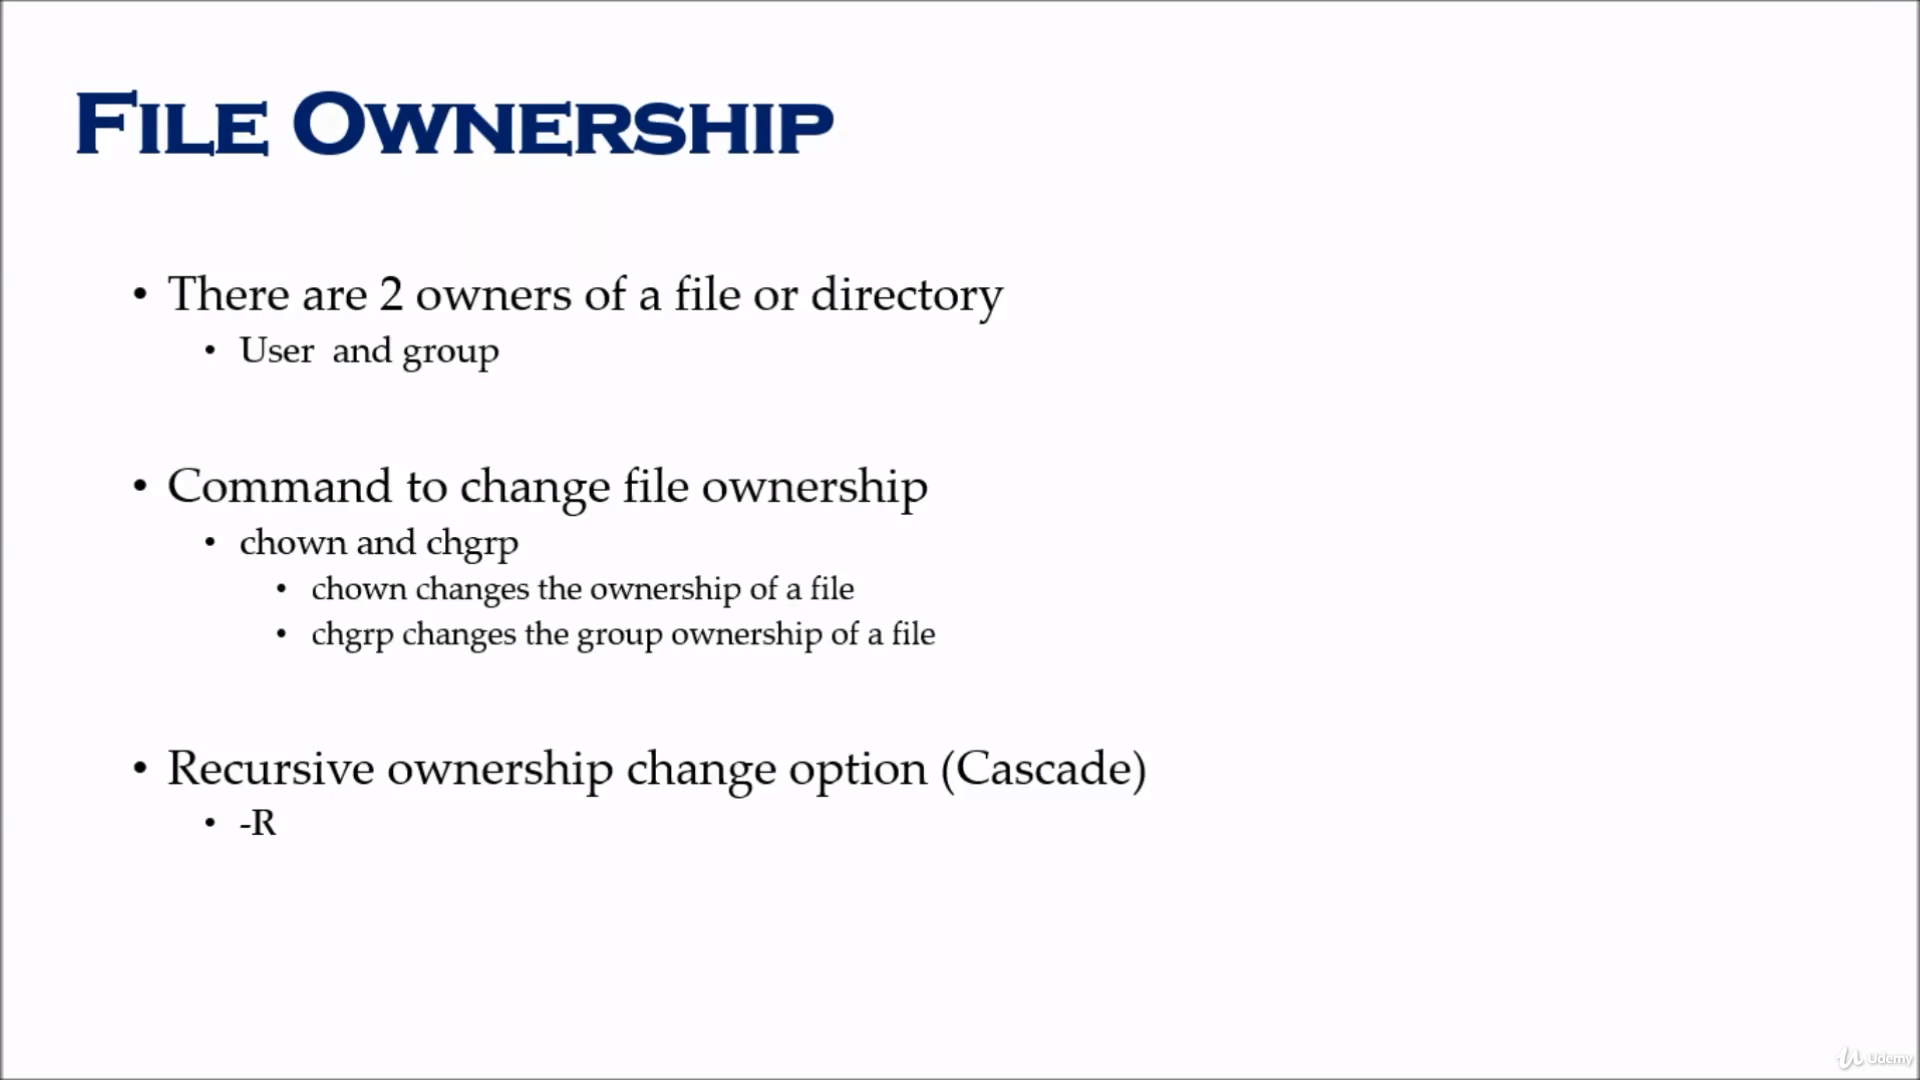 FILE OWNERSHIP
• There are 2 owners of a file or directory
• User and group
• Command to change file ownership
• chown and chgrp
• chown changes the ownership of a file
• chgrp changes the group ownership of a file
• Recursive ownership change option (Cascade)
• -R
Udemy